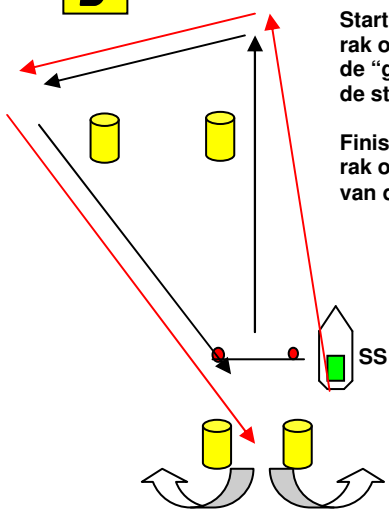 Start
rak o
de “g
de st
Finis
rak o
van d
SS